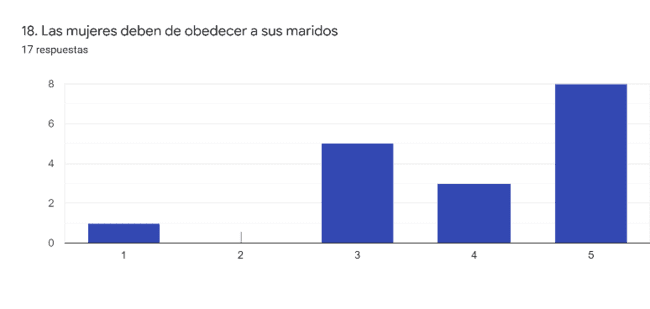 18. Las mujeres deben de obedecer a sus maridos
17 respuestas
8
6
4
2
0
1 2 3 4 5